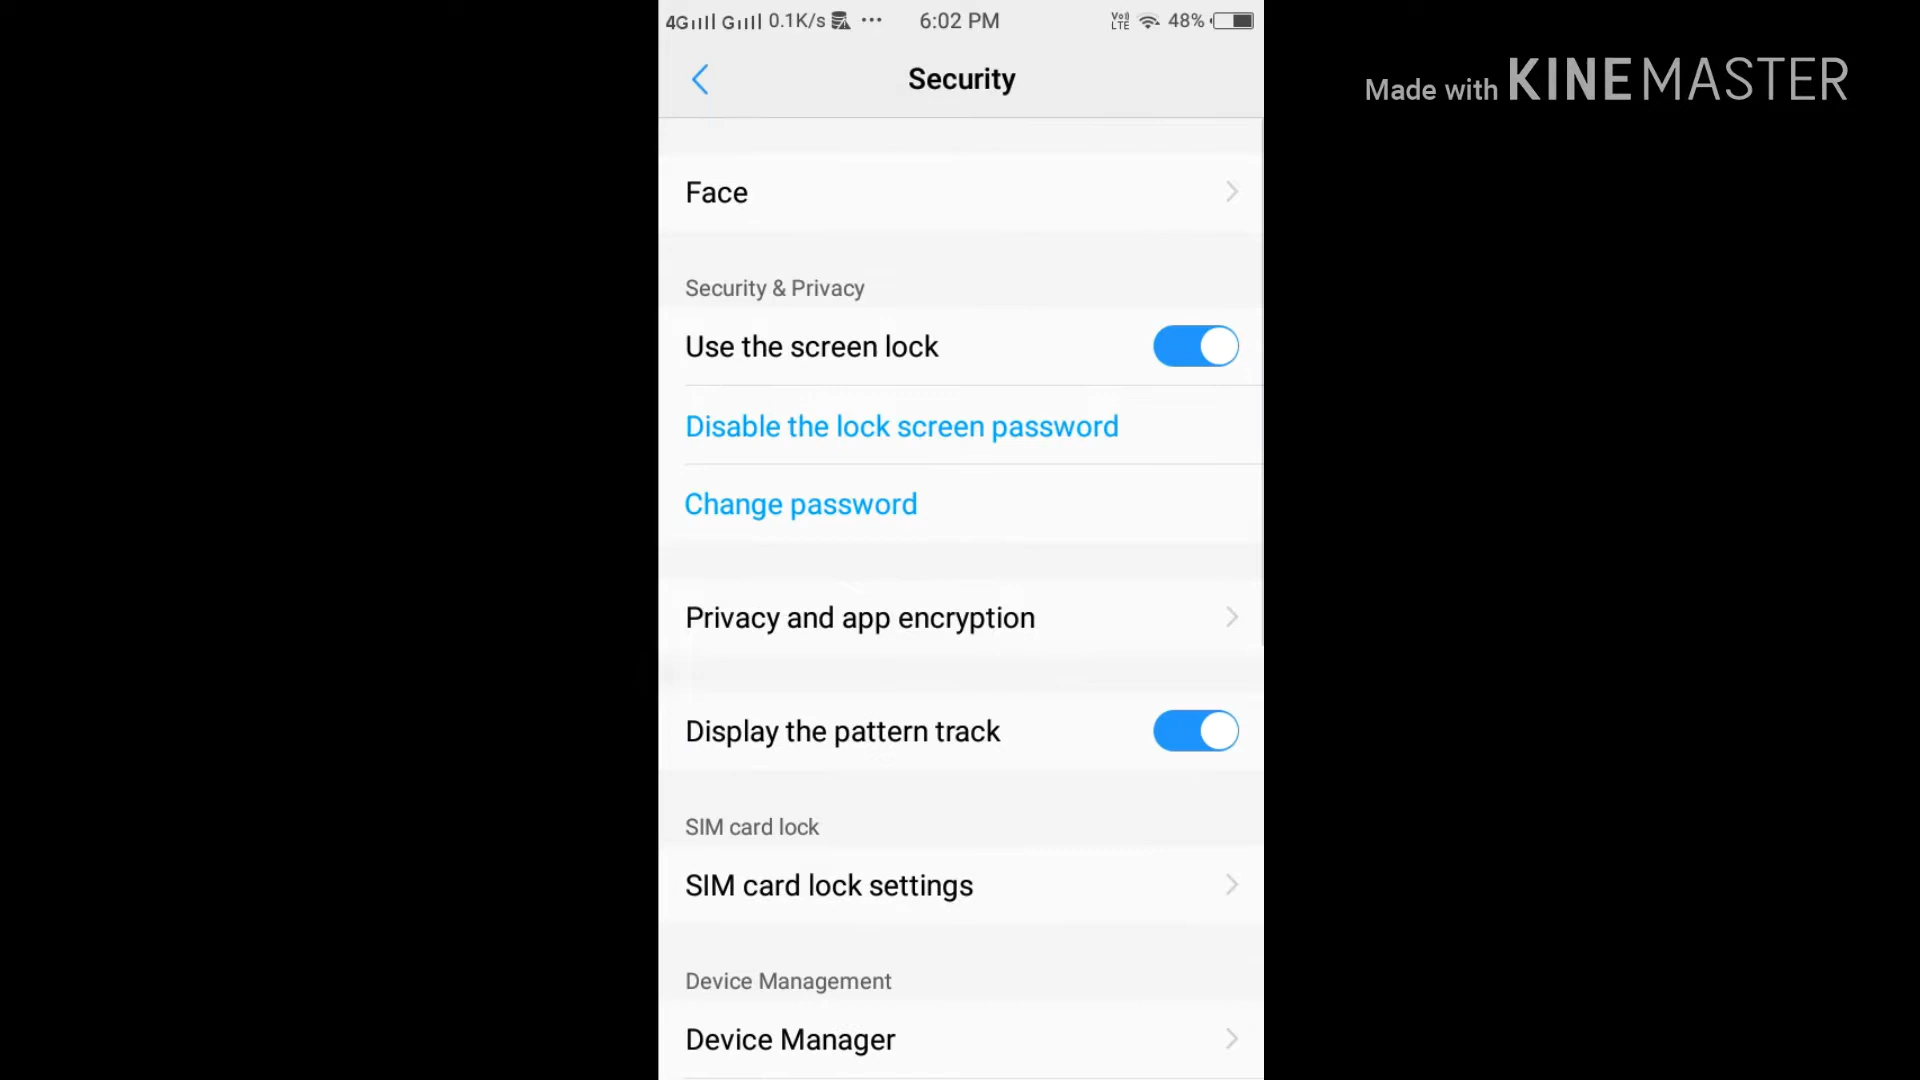 4G G 0.1K/s ... 6:02 PM VoI) LTE 48%
Made with KINEMASTER
Security
Face
Security & Privacy
Use the screen lock
Disable the lock screen password
Change password
Privacy and app encryption
Display the pattern track
SIM card lock
SIM card lock settings
Device Management
Device Manager